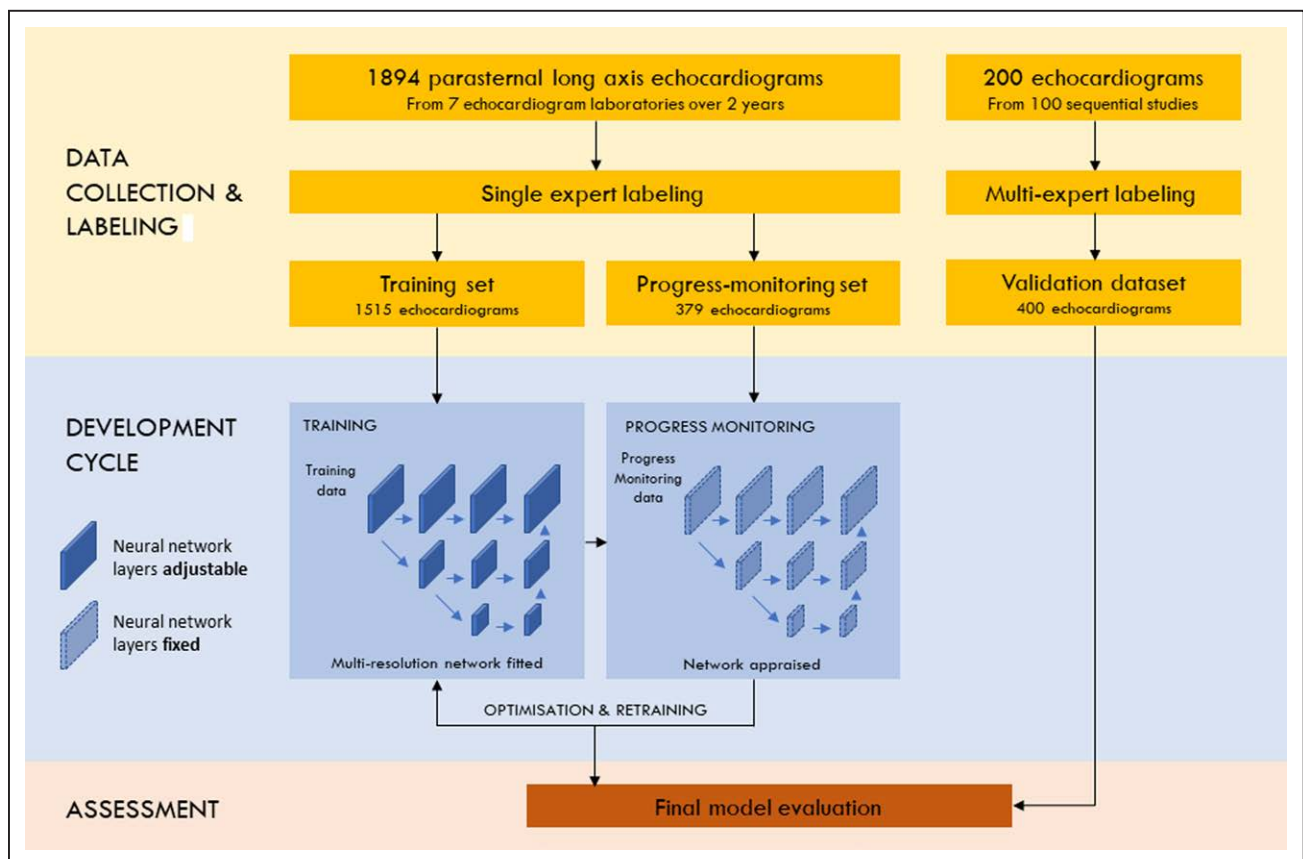 1894 parasternal long axis echocardiograms
From 7 echocardiogram laboratories over 2 years
200 echocardiograms
From 100 sequential studies
DATA
COLLECTION &
LABELING
Single expert labeling
Multi-expert labeling
Training set
1515 echocardiograms
Progress-monitoring set
379 echocardiograms
Validation dataset
400 echocardiograms
DEVELOPMENT
CYCLE
Neural network
layers adjustable
Neural network
layers fixed
TRAINING
Training
data
Multi-resolution network fitted
PROGRESS MONITORING
Progress
Monitoring
data
Network appraised
OPTIMISATION & RETRAINING
ASSESSMENT
Final model evaluation